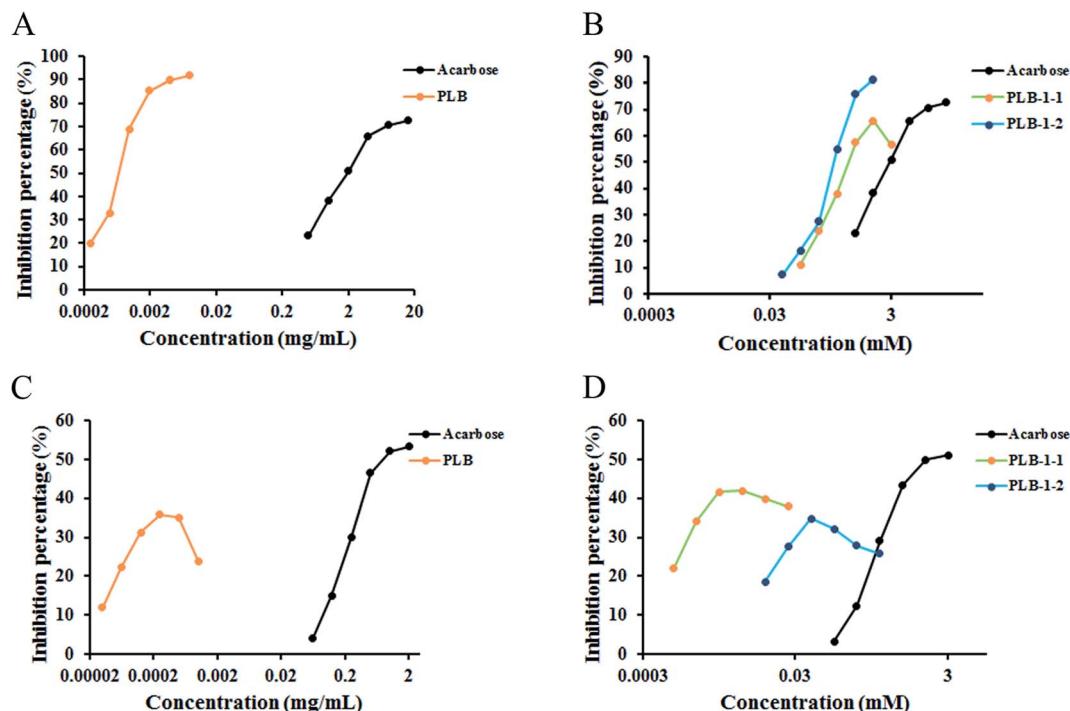 A
Inhibition percentage (%)
100
90
80
70
60
50
40
30
20
10
0
0.0002 0.002 0.02 0.2 2 20
Concentration (mg/mL)
Acarbose
PLB
B
Inhibition percentage (%)
90
80
70
60
50
40
30
20
10
0
0.0003 0.03 3
Concentration (mM)
Acarbose
PLB-1-1
PLB-1-2
C
Inhibition percentage (%)
60
50
40
30
20
10
0
0.00002 0.0002 0.002 0.02 0.2 2
Concentration (mg/mL)
Acarbose
PLB
D
Inhibition percentage (%)
60
50
40
30
20
10
0
0.0003 0.03 3
Concentration (mM)
Acarbose
PLB-1-1
PLB-1-2